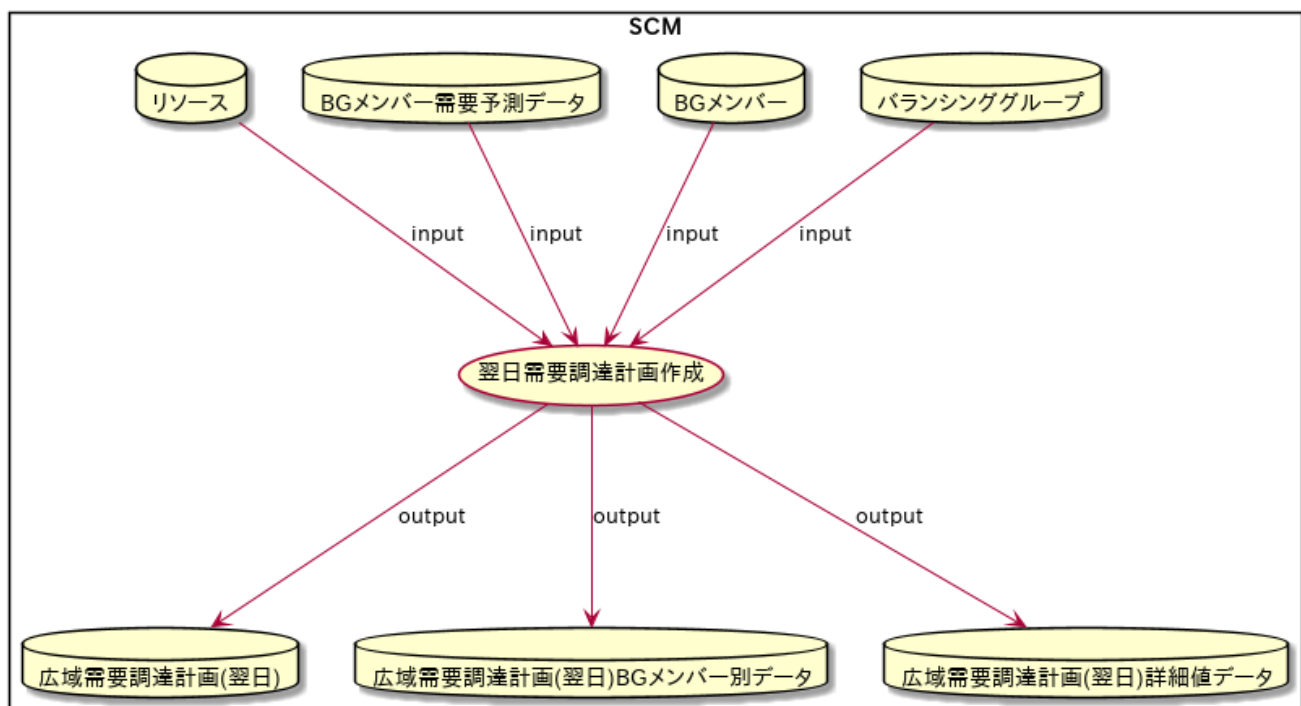 SCM
リソース
BGメンバー需要予測データ
BGメンバー
バランシンググループ
input
input
input
input
翌日需要調達計画作成
output
output
output
広域需要調達計画(翌日)
広域需要調達計画(翌日)BGメンバー別データ
広域需要調達計画(翌日)詳細値データ